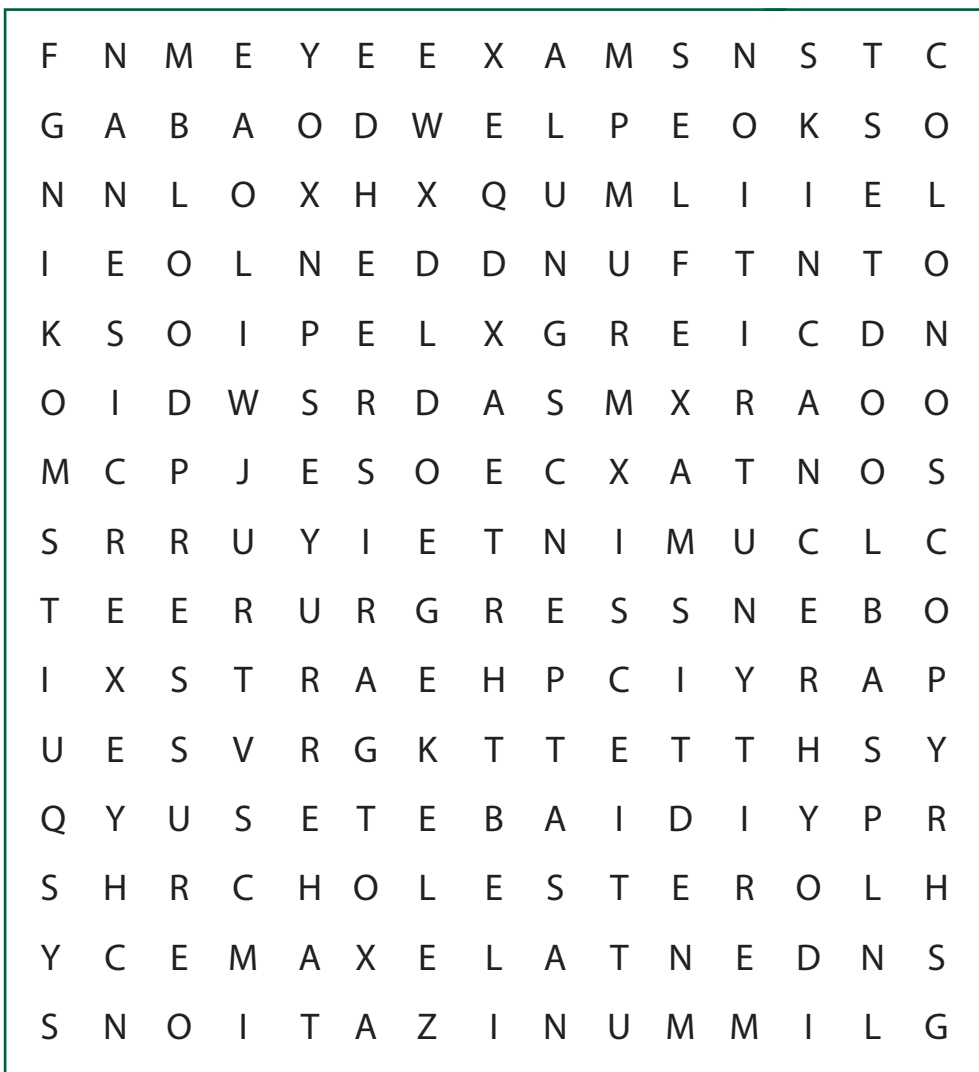 F N M E Y E E X A M S N S T C
G A B A O D W E L P E O K S O
N N L O X H X Q U M L I I E L
I E O L N E D D N U F T N T O
K S O I P E L X G R E I C D N
O I D W S R D A S M X R A O O
M C P J E S O E C X A T N O S
S R R U Y I E T N I M U C L C
T E E R U R G R E S S N E B O
I X S T R A E H P C I Y R A P
U E S V R G K T T E T T H S Y
Q Y U S E T E B A I D I Y P R
S H R C H O L E S T E R O L H
Y C E M A X E L A T N E D N S
S N O I T A Z I N U M M I L G